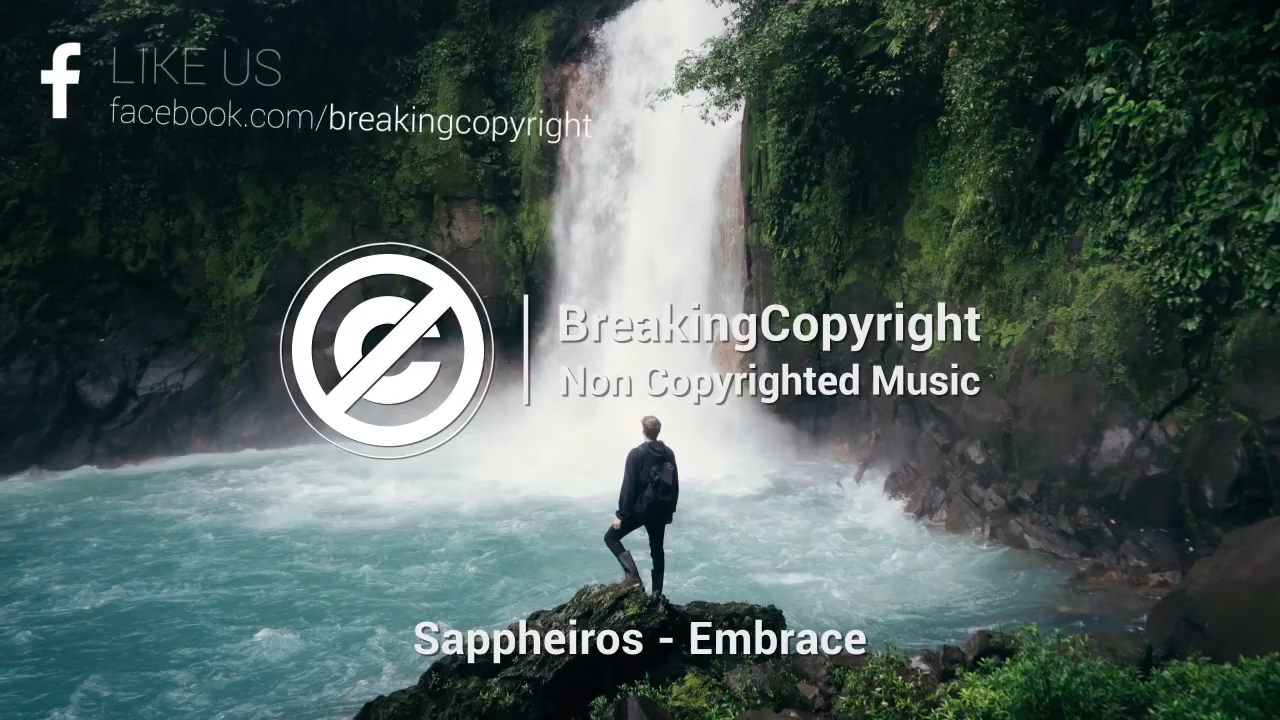 LIKE US
facebook.com/breakingcopyright
BreakingCopyright
Non Copyrighted Music
Sappheiros - Embrace